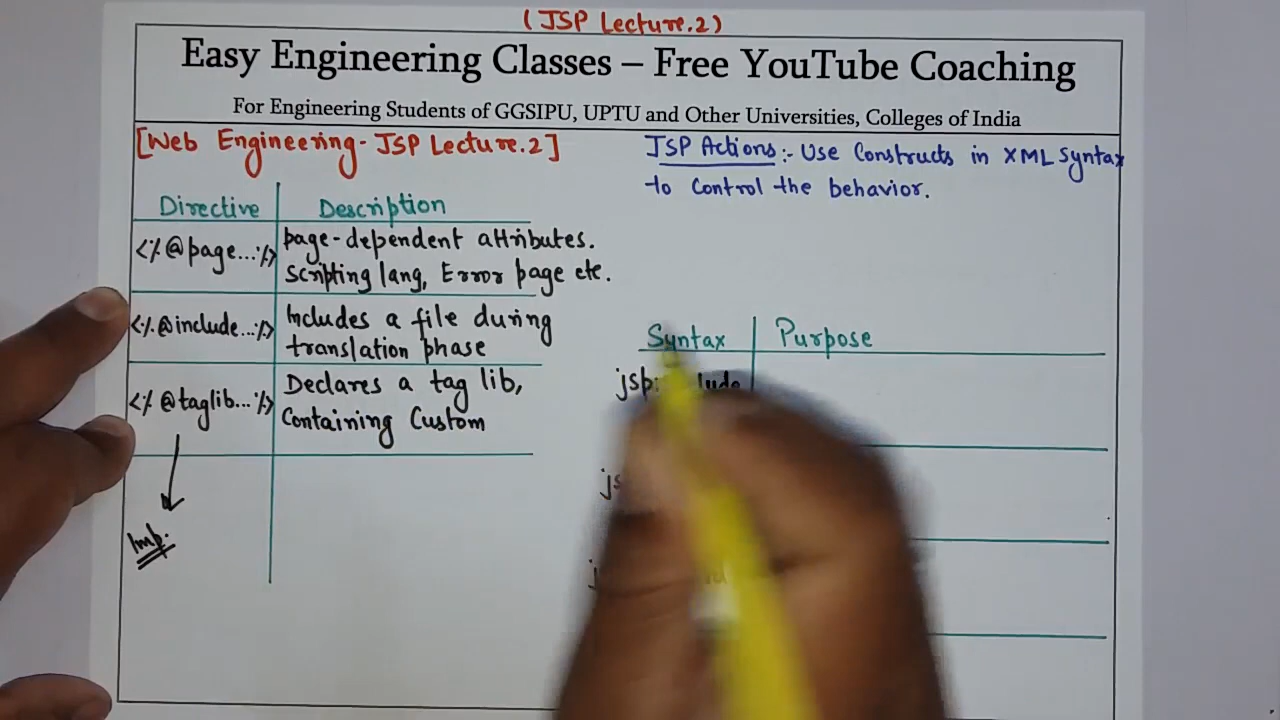 (JSP Lecture.2)
Easy Engineering Classes – Free YouTube Coaching
For Engineering Students of GGSIPU, UPTU and Other Universities, Colleges of India
[Web Engineering- JSP Lecture.2]
Directive Description
<%@page...%> page-dependent attributes.
scripting lang, Error page etc.
<%@include...%> Includes a file during
translation phase
<%@taglib...%> Declares a tag lib,
Containing Custom
Imp.
JSP Actions:- Use Constructs in XML Syntax
to Control the behavior.
Syntax Purpose